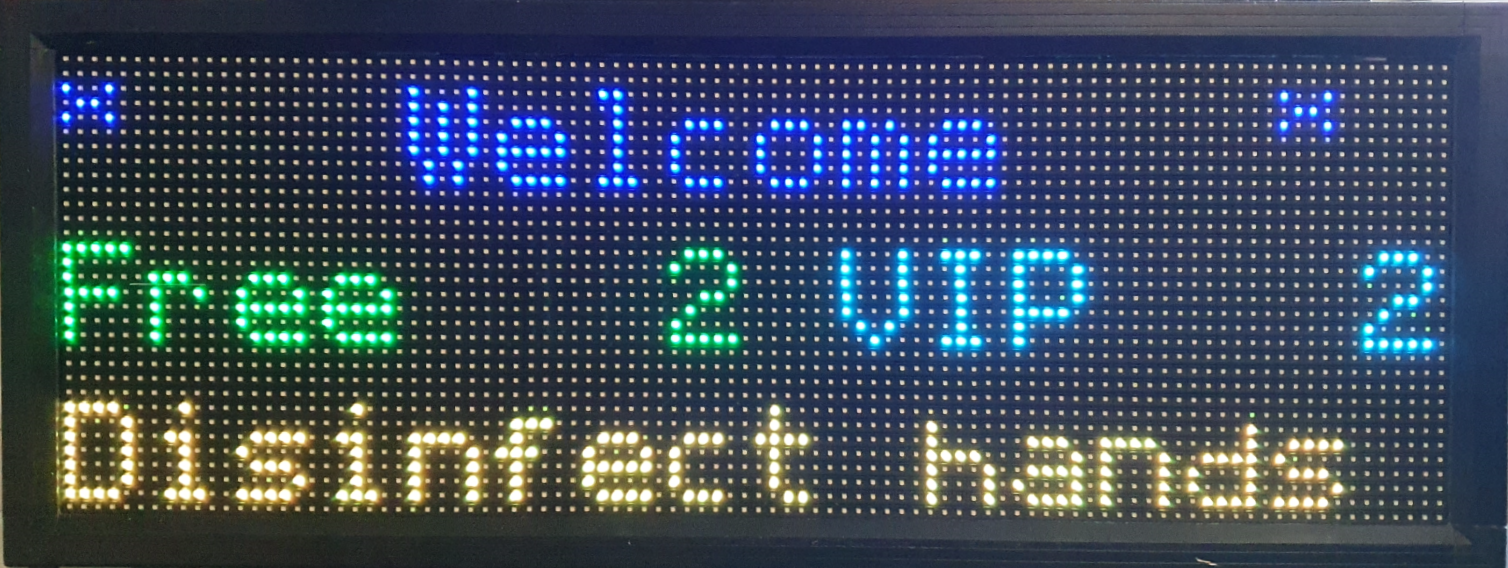 * Welcome *
Free 2 VIP 2
Disinfect hands